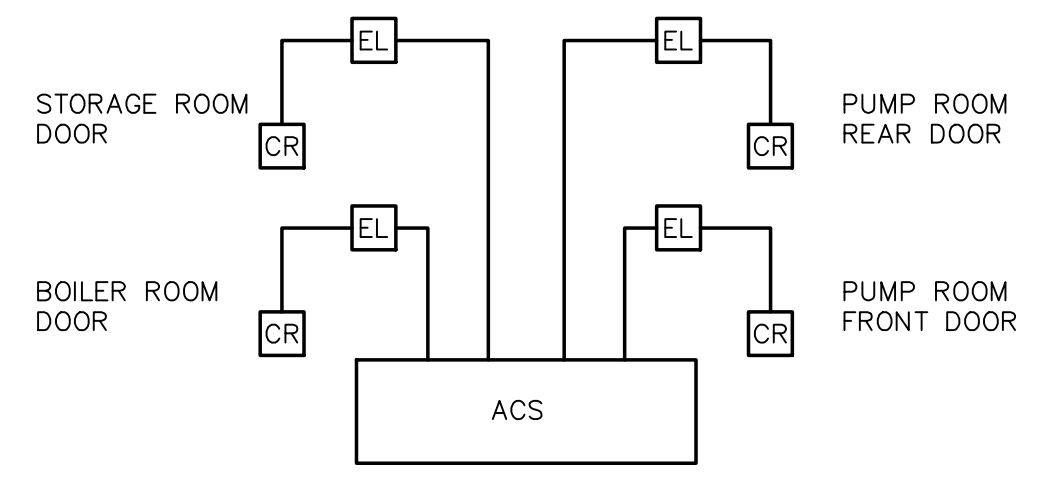 EL
EL
STORAGE ROOM
DOOR
CR
CR
PUMP ROOM
REAR DOOR
EL
EL
BOILER ROOM
DOOR
CR
CR
PUMP ROOM
FRONT DOOR
ACS